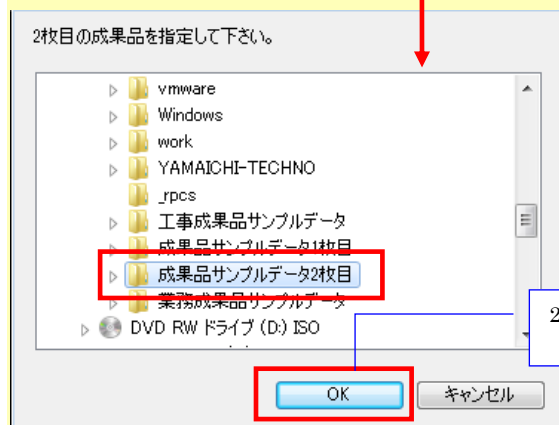 2枚目の成果品を指定して下さい。
vmware
Windows
work
YAMAICHI-TECHNO
_rpcs
工事成果品サンプルデータ
成果品サンプルデータ1枚目
成果品サンプルデータ2枚目
業務成果品サンプルデータ
DVD RW ドライブ (D:) ISO
2
OK
キャンセル